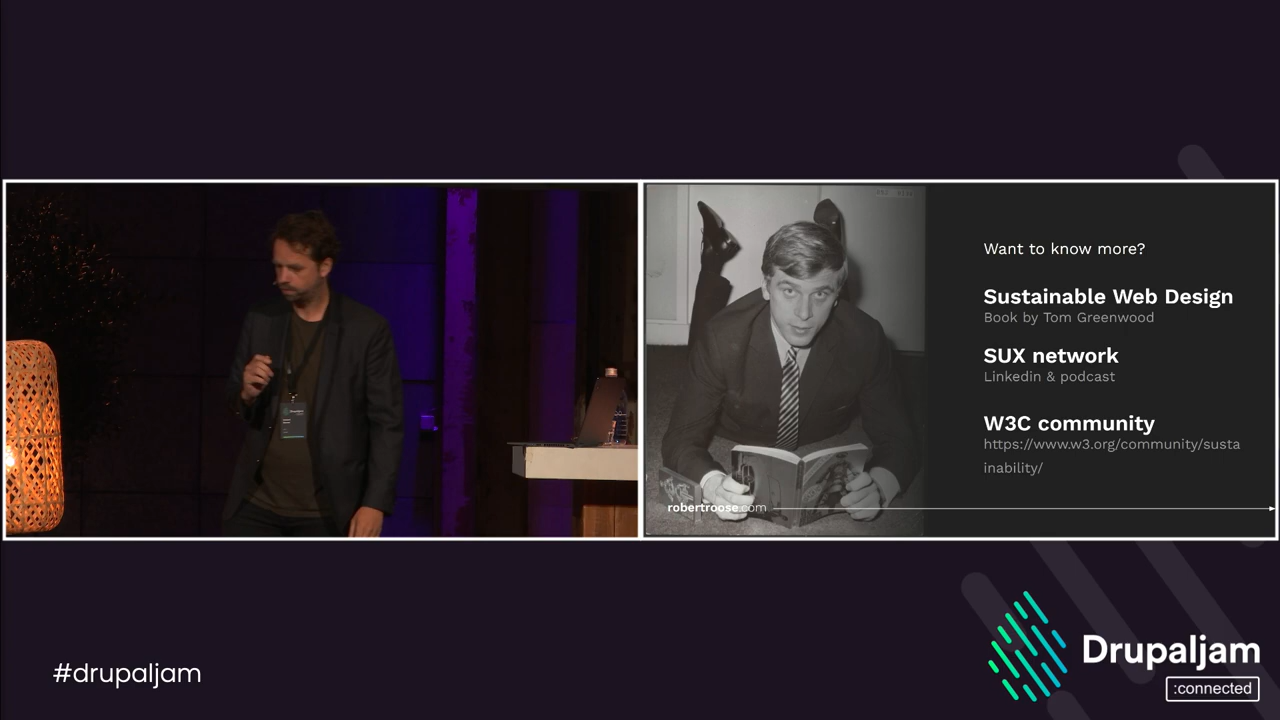 Want to know more?
Sustainable Web Design
Book by Tom Greenwood
SUX network
Linkedin & podcast
W3C community
https://www.w3.org/community/susta
inability/
robertroose.com
#drupaljam
Drupaljam
:connected